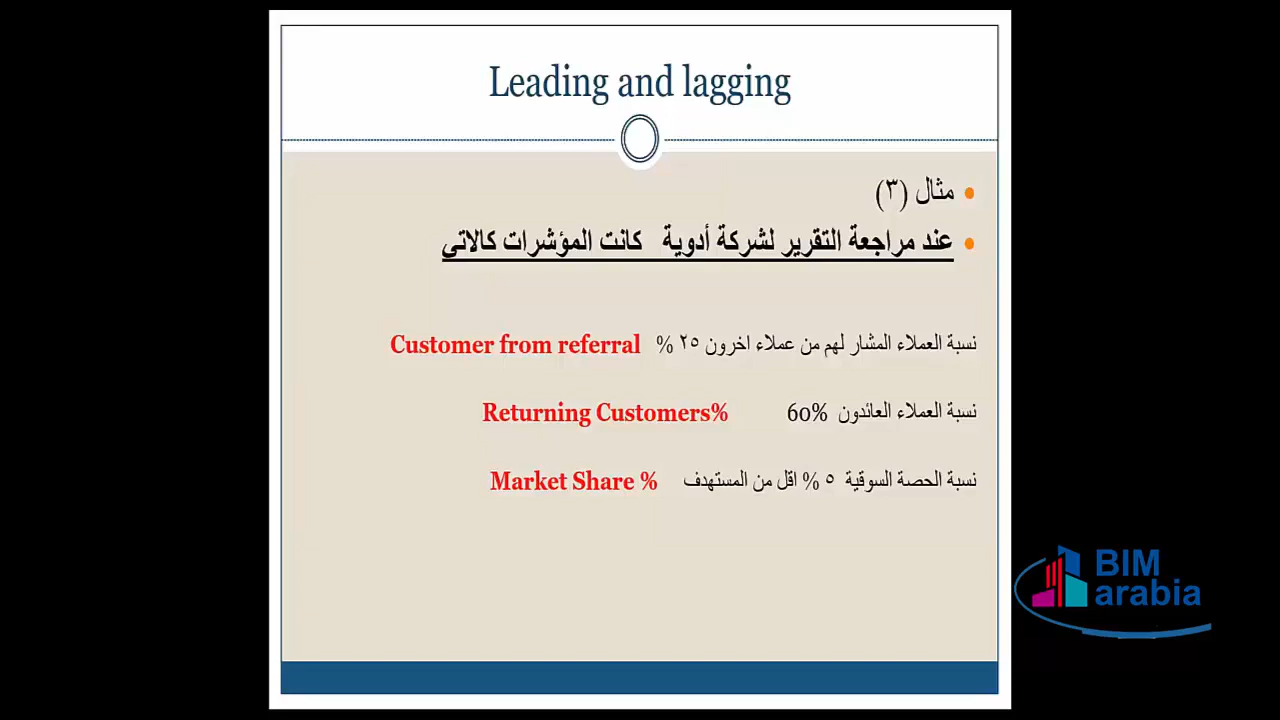 Leading and lagging
مثال (٣)
عند مراجعة التقرير لشركة أدوية كانت المؤشرات كالاتي
نسبة العملاء المشار لهم من عملاء اخرون ٢٥ % Customer from referral
نسبة العملاء العائدون 60% Returning Customers%
نسبة الحصة السوقية ٥ % اقل من المستهدف Market Share %
BIM
arabia